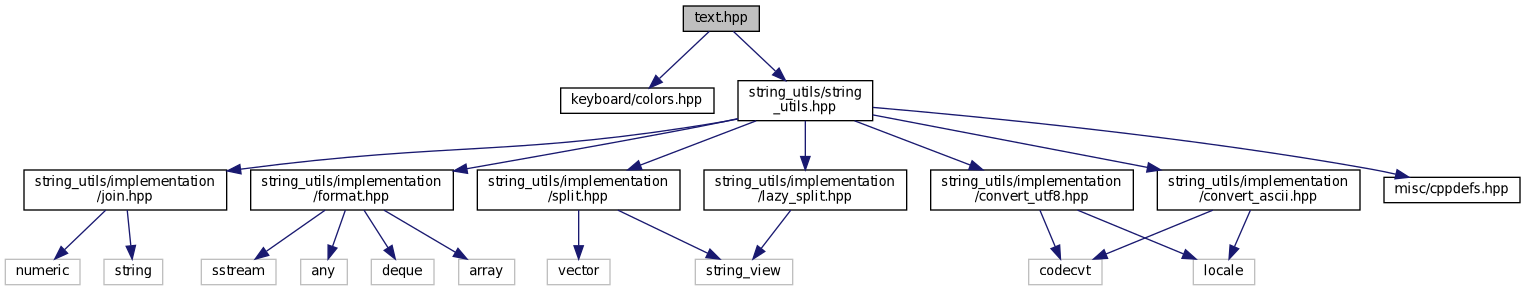 text.hpp
keyboard/colors.hpp
string_utils/string
_utils.hpp
string_utils/implementation
/join.hpp
string_utils/implementation
/format.hpp
string_utils/implementation
/split.hpp
string_utils/implementation
/lazy_split.hpp
string_utils/implementation
/convert_utf8.hpp
string_utils/implementation
/convert_ascii.hpp
misc/cppdefs.hpp
numeric
string
sstream
any
deque
array
vector
string_view
codecvt
locale